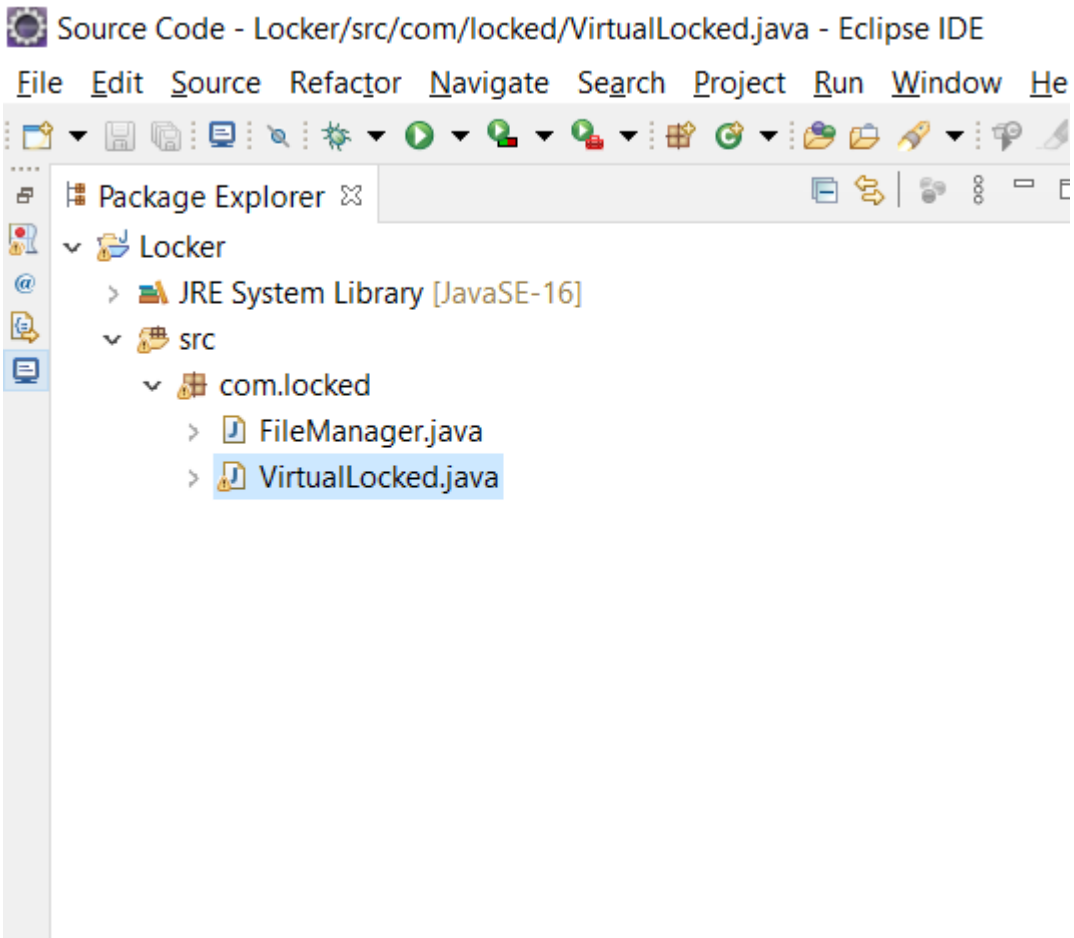 Source Code - Locker/src/com/locked/VirtualLocked.java - Eclipse IDE
File Edit Source Refactor Navigate Search Project Run Window He
Package Explorer
Locker
JRE System Library [JavaSE-16]
src
com.locked
FileManager.java
VirtualLocked.java